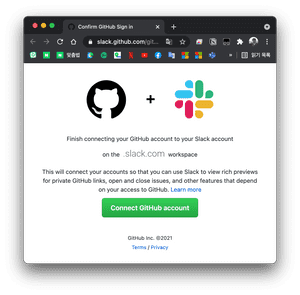 Confirm GitHub Sign in
slack.github.com/git...
맞춤법
읽기 목록
+
Finish connecting your GitHub account to your Slack account
on the .slack.com workspace
This will connect your accounts so that you can use Slack to view rich previews
for private GitHub links, open and close issues, and other features that depend
on your access to GitHub. Learn more
Connect GitHub account
GitHub Inc. ©2021
Terms / Privacy